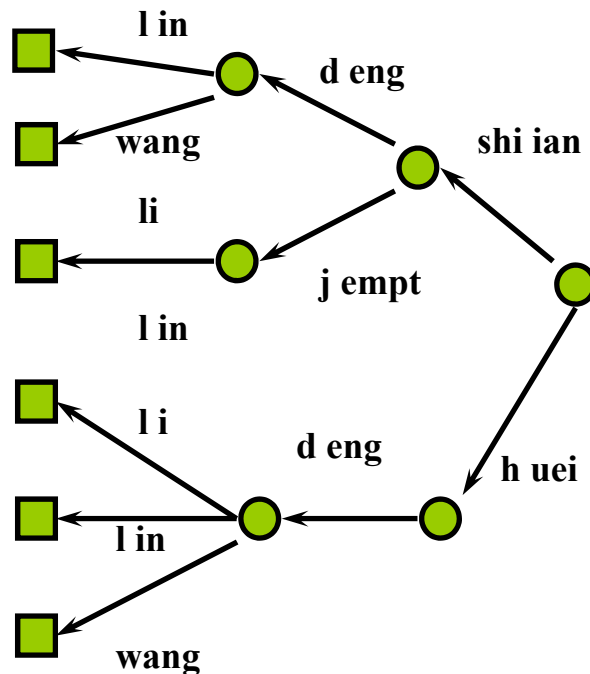 l in
d eng
wang
shi ian
li
j empt
l in
l i
d eng
h uei
l in
wang